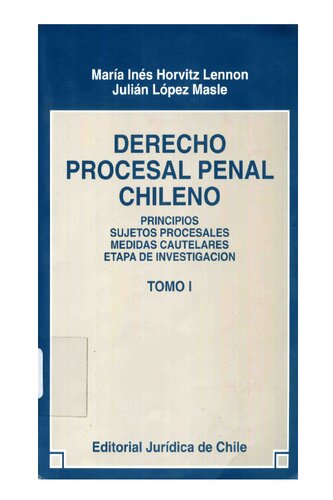 María Inés Horvitz Lennon
Julián López Masle
DERECHO
PROCESAL PENAL
CHILENO
PRINCIPIOS
SUJETOS PROCESALES
MEDIDAS CAUTELARES
ETAPA DE INVESTIGACION
TOMO I
Editorial Jurídica de Chile